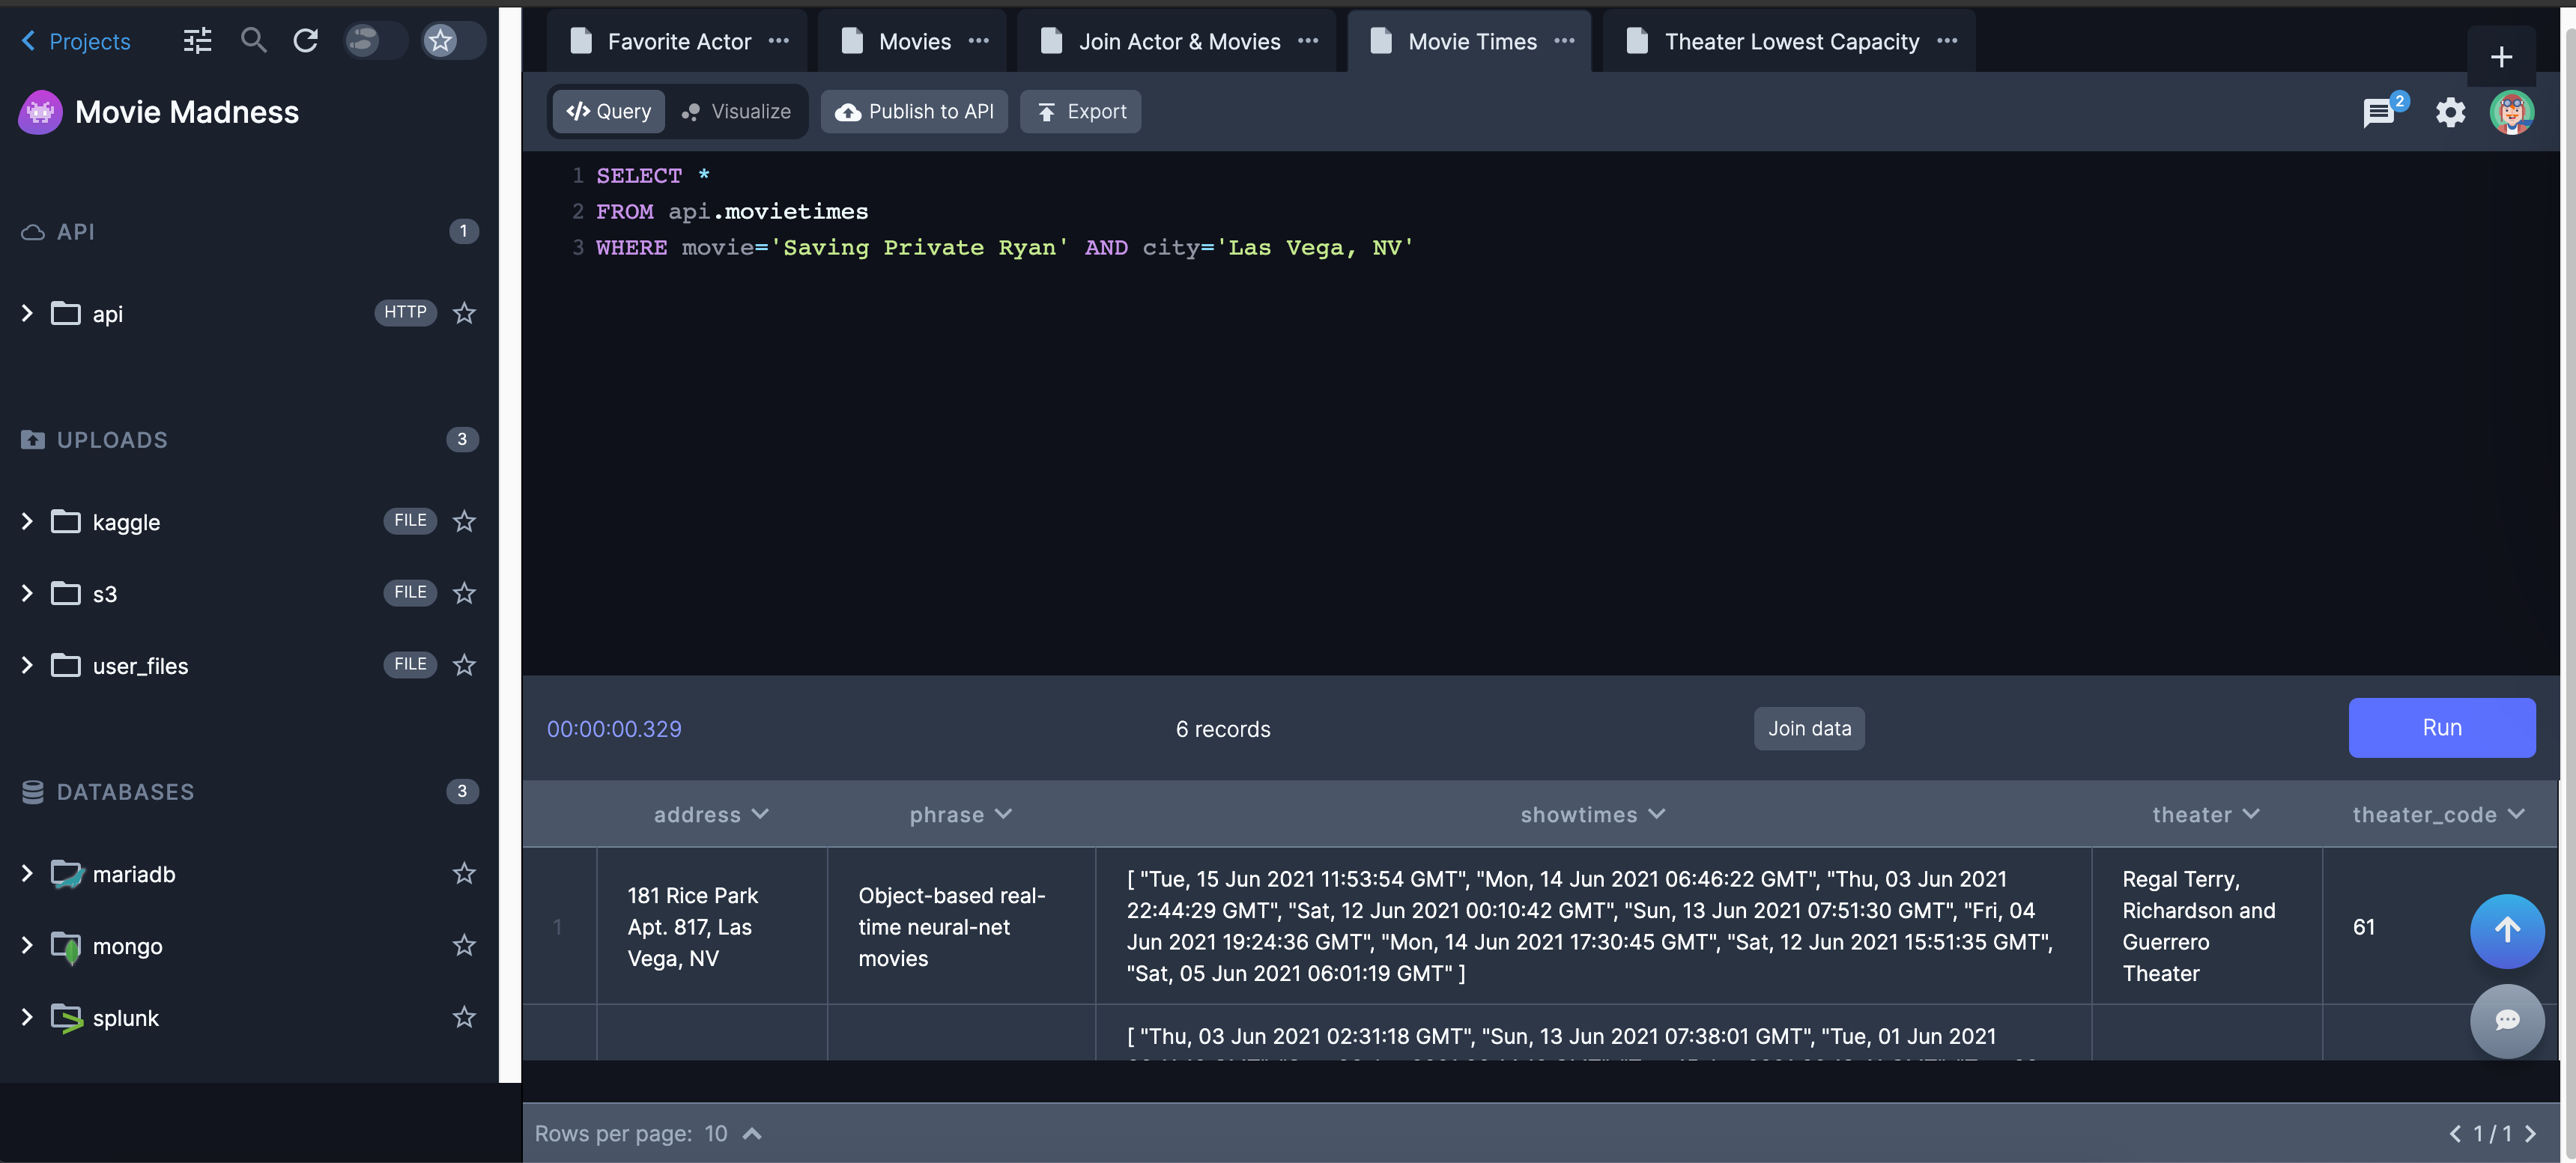 Projects
Movie Madness
API 1
api HTTP
UPLOADS 3
kaggle FILE
s3 FILE
user_files FILE
DATABASES 3
mariadb
mongo
splunk
Favorite Actor ••• Movies ••• Join Actor & Movies ••• Movie Times ••• Theater Lowest Capacity •••
+
</> Query Visualize Publish to API Export 2
1 SELECT *
2 FROM api.movietimes
3 WHERE movie='Saving Private Ryan' AND city='Las Vega, NV'
00:00:00.329 6 records Join data Run
address phrase showtimes theater theater_code
1
181 Rice Park
Apt. 817, Las
Vega, NV
Object-based real-
time neural-net
movies
[ "Tue, 15 Jun 2021 11:53:54 GMT", "Mon, 14 Jun 2021 06:46:22 GMT", "Thu, 03 Jun 2021
22:44:29 GMT", "Sat, 12 Jun 2021 00:10:42 GMT", "Sun, 13 Jun 2021 07:51:30 GMT", "Fri, 04
Jun 2021 19:24:36 GMT", "Mon, 14 Jun 2021 17:30:45 GMT", "Sat, 12 Jun 2021 15:51:35 GMT",
"Sat, 05 Jun 2021 06:01:19 GMT" ]
Regal Terry,
Richardson and
Guerrero
Theater
61
[ "Thu, 03 Jun 2021 02:31:18 GMT", "Sun, 13 Jun 2021 07:38:01 GMT", "Tue, 01 Jun 2021
Rows per page: 10
1 / 1